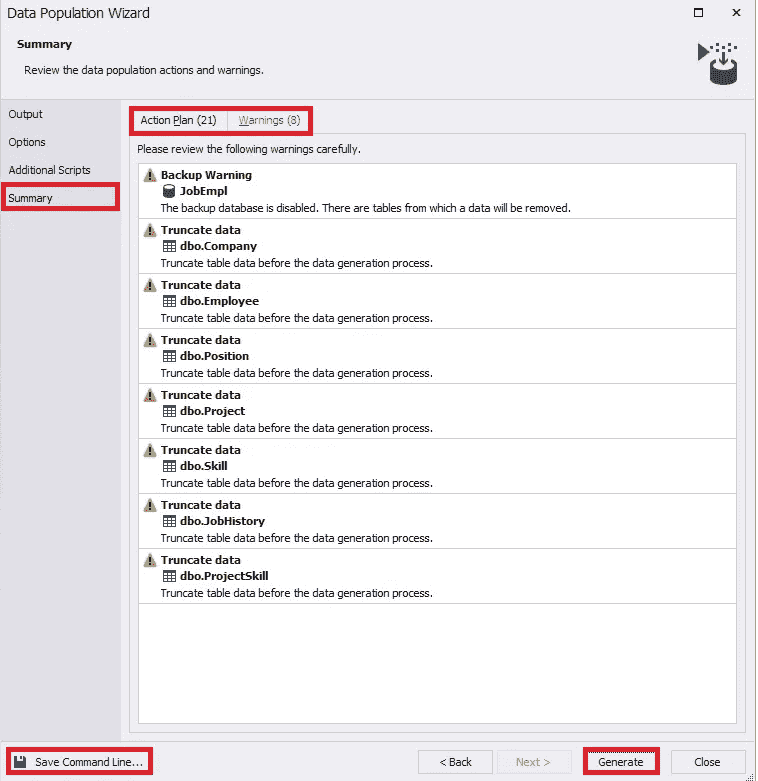 Data Population Wizard
Summary
Review the data population actions and warnings.
Output
Options
Additional Scripts
Summary
Action Plan (21)
Warnings (8)
Please review the following warnings carefully.
Backup Warning
JobEmpl
The backup database is disabled. There are tables from which a data will be removed.
Truncate data
dbo.Company
Truncate table data before the data generation process.
Truncate data
dbo.Employee
Truncate table data before the data generation process.
Truncate data
dbo.Position
Truncate table data before the data generation process.
Truncate data
dbo.Project
Truncate table data before the data generation process.
Truncate data
dbo.Skill
Truncate table data before the data generation process.
Truncate data
dbo.JobHistory
Truncate table data before the data generation process.
Truncate data
dbo.ProjectSkill
Truncate table data before the data generation process.
Save Command Line...
< Back
Next >
Generate
Close